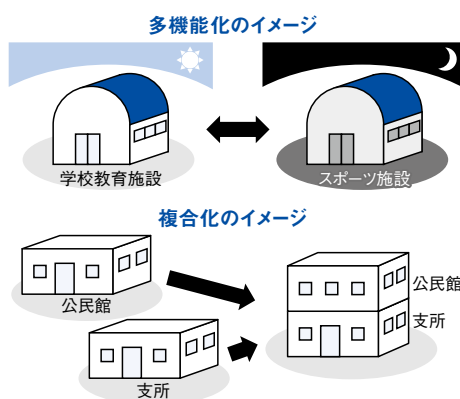 多機能化のイメージ
学校教育施設
スポーツ施設
複合化のイメージ
公民館
支所
公民館
支所